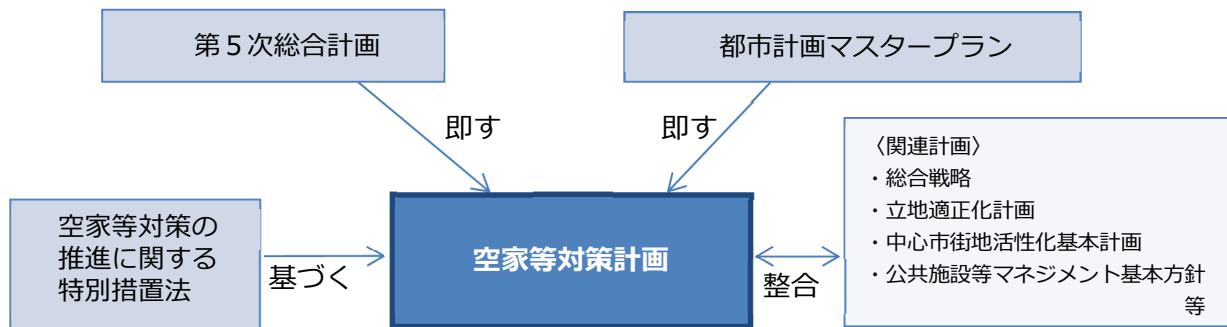 第５次総合計画
都市計画マスタープラン
即す
即す
〈関連計画〉
・総合戦略
・立地適正化計画
・中心市街地活性化基本計画
・公共施設等マネジメント基本方針
等
空家等対策の
推進に関する
特別措置法
基づく
空家等対策計画
整合